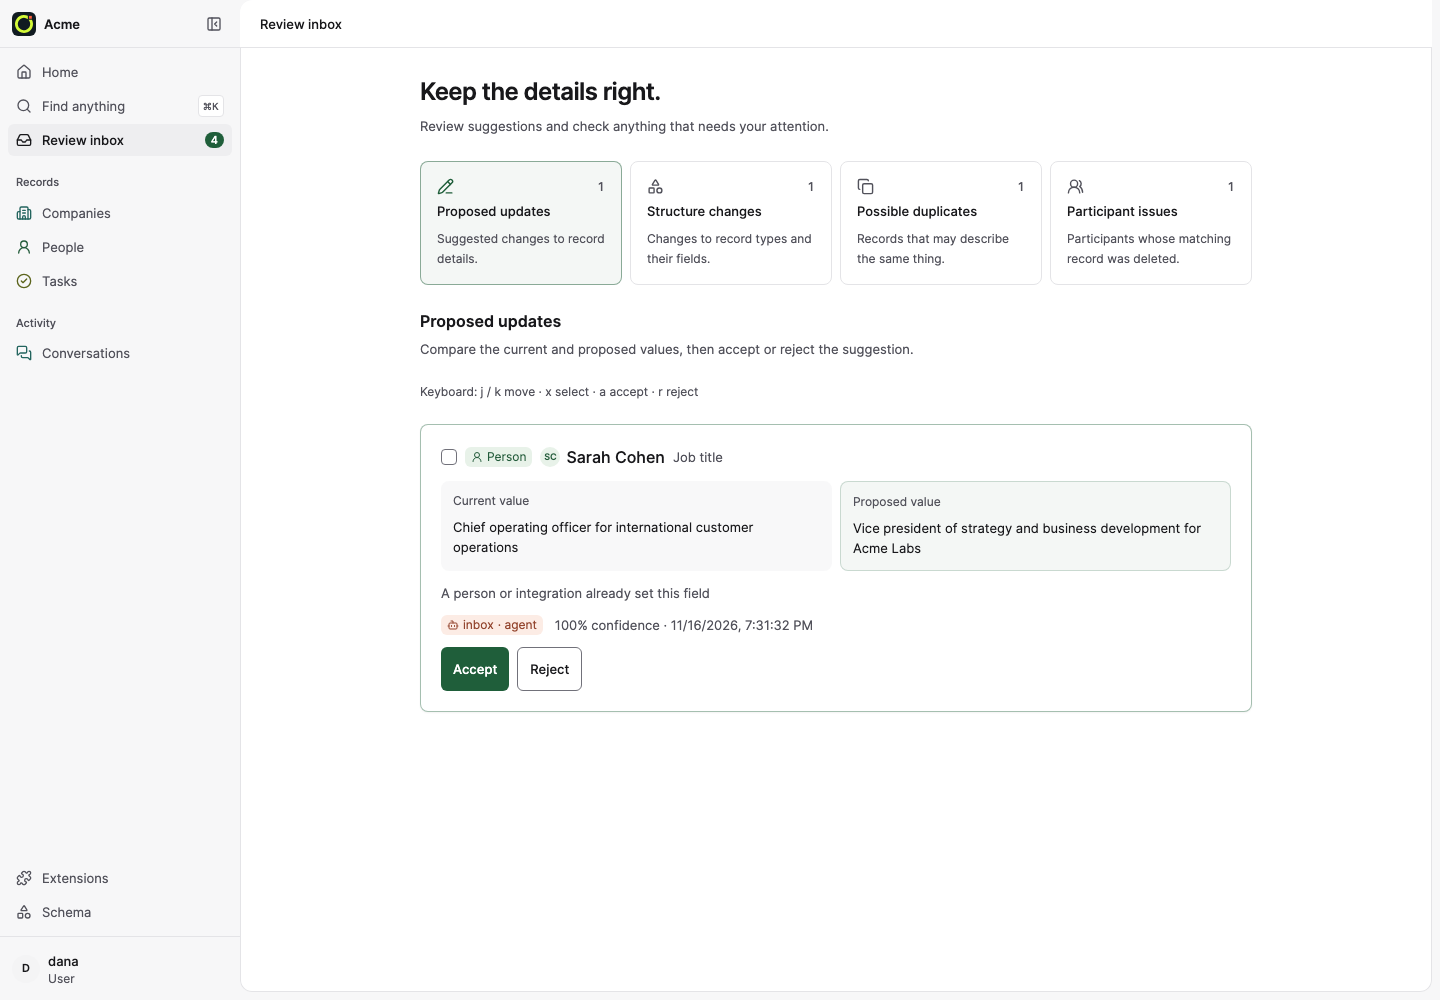 Acme
Review inbox
Home
Find anything
⌘K
Review inbox
4
Records
Companies
People
Tasks
Activity
Conversations
Extensions
Schema
D
dana
User
Keep the details right.
Review suggestions and check anything that needs your attention.
1
Proposed updates
Suggested changes to record
details.
1
Structure changes
Changes to record types and
their fields.
1
Possible duplicates
Records that may describe
the same thing.
1
Participant issues
Participants whose matching
record was deleted.
Proposed updates
Compare the current and proposed values, then accept or reject the suggestion.
Keyboard: j / k move · x select · a accept · r reject
Person SC Sarah Cohen Job title
Current value
Chief operating officer for international customer
operations
Proposed value
Vice president of strategy and business development for
Acme Labs
A person or integration already set this field
inbox · agent 100% confidence · 11/16/2026, 7:31:32 PM
Accept
Reject